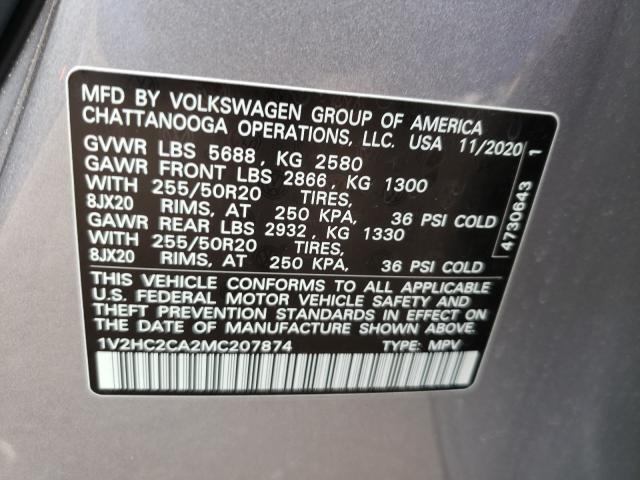 MFD BY VOLKSWAGEN GROUP OF AMERICA
CHATTANOOGA OPERATIONS, LLC. USA 11/2020
GVWR LBS 5688, KG 2580
GAWR FRONT LBS 2866, KG 1300
WITH 255/50R20 TIRES,
8JX20 RIMS, AT 250 KPA, 36 PSI COLD
GAWR REAR LBS 2932, KG 1330
WITH 255/50R20 TIRES,
8JX20 RIMS, AT 250 KPA, 36 PSI COLD
THIS VEHICLE CONFORMS TO ALL APPLICABLE
U.S. FEDERAL MOTOR VEHICLE SAFETY AND
THEFT PREVENTION STANDARDS IN EFFECT ON
THE DATE OF MANUFACTURE SHOWN ABOVE.
1V2HC2CA2MC207874 TYPE: MPV
4730643 1